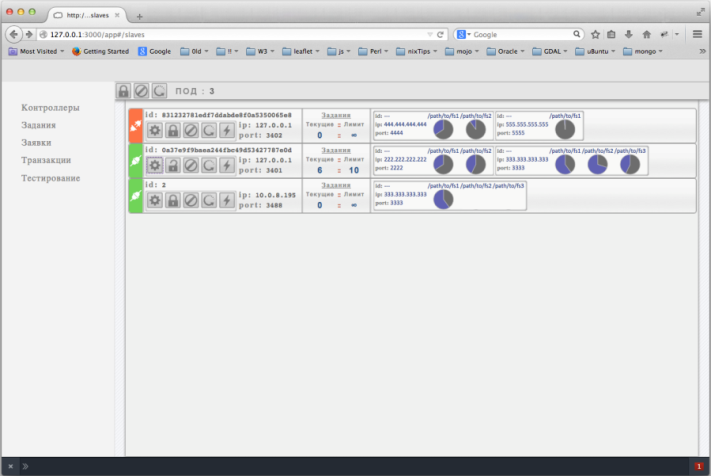 http:/...slaves
127.0.0.1:3000/app#/slaves
Google
Most Visited
Getting Started
Google
Old
!!
W3
leaflet
js
Perl
nixTips
mojo
Oracle
GDAL
uBuntu
mongo
ПОД : 3
Контроллеры
Задания
Заявки
Транзакции
Тестирование
id: 831232781edf7ddabde8f0a5350065e8
ip: 127.0.0.1
port: 3402
Задания
Текущие : Лимит
0 : ∞
id: ---
ip: 444.444.444.444
port: 4444
/path/to/fs1 /path/to/fs2
id: ---
ip: 555.555.555.555
port: 5555
/path/to/fs1
ip: 127.0.0.1
port: 3401
Задания
Текущие : Лимит
6 : 10
id: ---
ip: 222.222.222.222
port: 2222
/path/to/fs1 /path/to/fs2
id: ---
ip: 333.333.333.333
port: 3333
/path/to/fs1 /path/to/fs2 /path/to/fs3
id: 2
ip: 10.0.8.195
port: 3488
Задания
Текущие : Лимит
0 : ∞
id: ---
ip: 333.333.333.333
port: 3333
/path/to/fs1 /path/to/fs2 /path/to/fs3
1